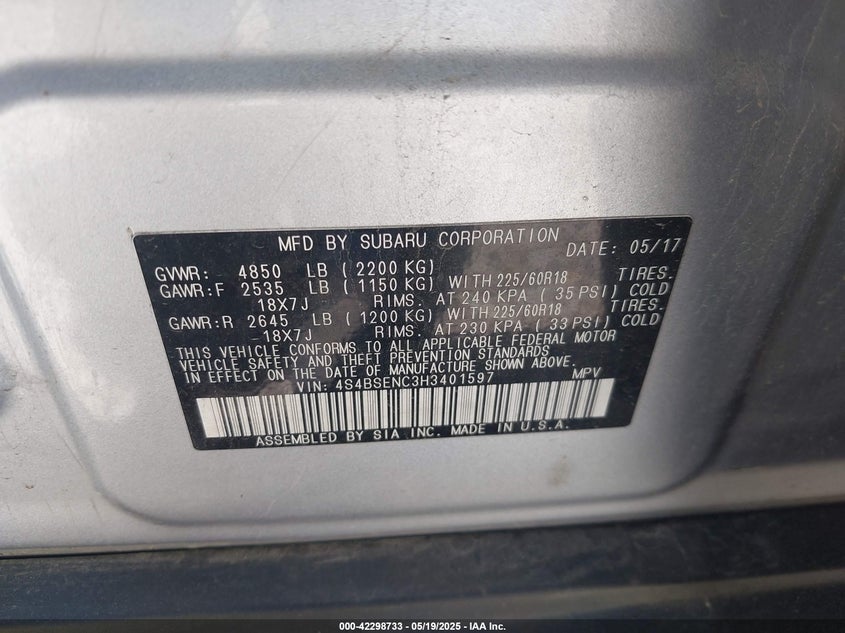 MFD BY SUBARU CORPORATION DATE: 05/17
GVWR: 4850 LB (2200 KG)
GAWR:F 2535 LB (1150 KG) WITH 225/60R18 TIRES.
18X7J RIMS. AT 240 KPA (35 PSI) COLD
GAWR:R 2645 LB (1200 KG) WITH 225/60R18 TIRES.
18X7J RIMS. AT 230 KPA (33 PSI) COLD
THIS VEHICLE CONFORMS TO ALL APPLICABLE FEDERAL MOTOR
VEHICLE SAFETY AND THEFT PREVENTION STANDARDS
IN EFFECT ON THE DATE OF MANUFACTURE SHOWN ABOVE.
VIN: 4S4BSENC3H3401597 MPV
ASSEMBLED BY SIA INC. MADE IN U.S.A.
000-42298733 - 05/19/2025 - IAA Inc.